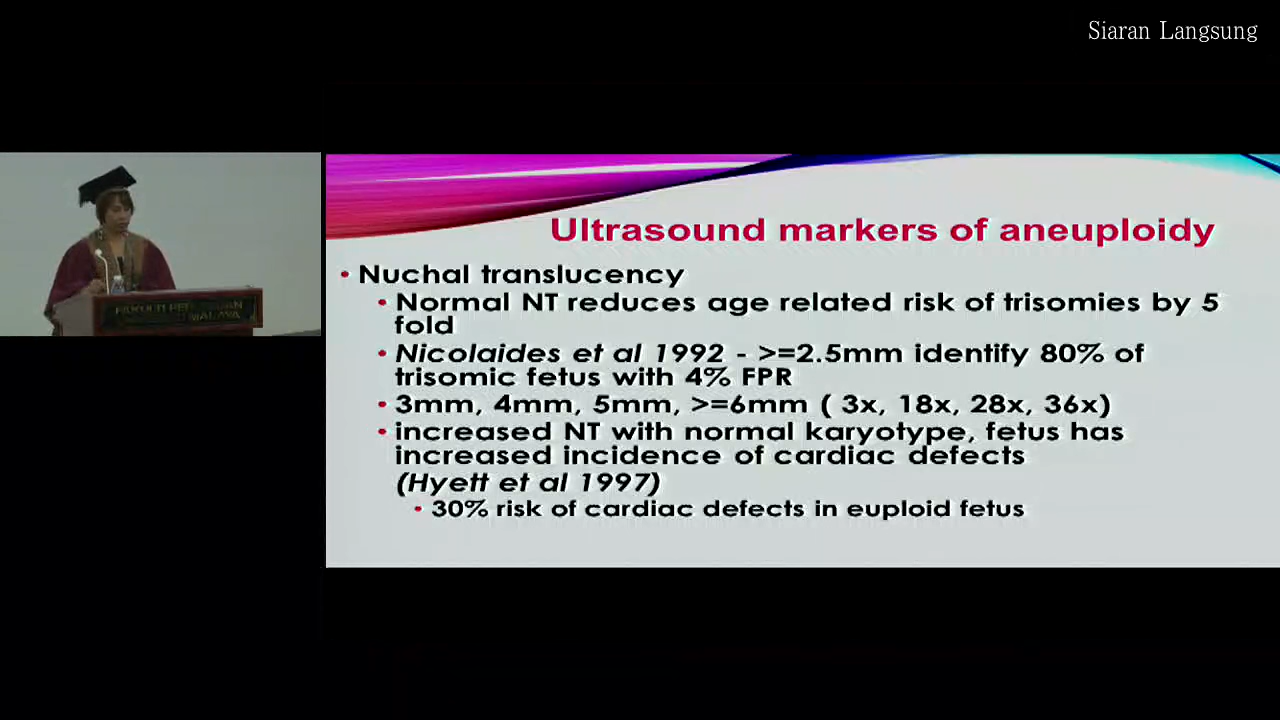 Siaran Langsung
Ultrasound markers of aneuploidy
• Nuchal translucency
• Normal NT reduces age related risk of trisomies by 5
fold
• Nicolaides et al 1992 - >=2.5mm identify 80% of
trisomic fetus with 4% FPR
• 3mm, 4mm, 5mm, >=6mm ( 3x, 18x, 28x, 36x)
• increased NT with normal karyotype, fetus has
increased incidence of cardiac defects
(Hyett et al 1997)
• 30% risk of cardiac defects in euploid fetus
FAKULTI
MALAYA